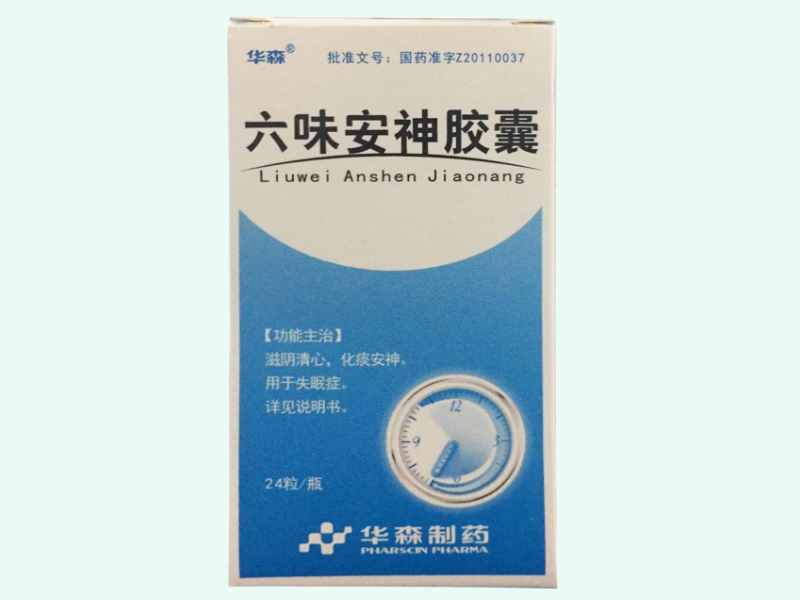 华森® 批准文号：国药准字Z20110037
六味安神胶囊
Liuwei Anshen Jiaonang
【功能主治】
滋阴清心，化痰安神。
用于失眠症。
详见说明书。
12
9 3
6
24粒/瓶
华森制药
PHARSCIN PHARMA